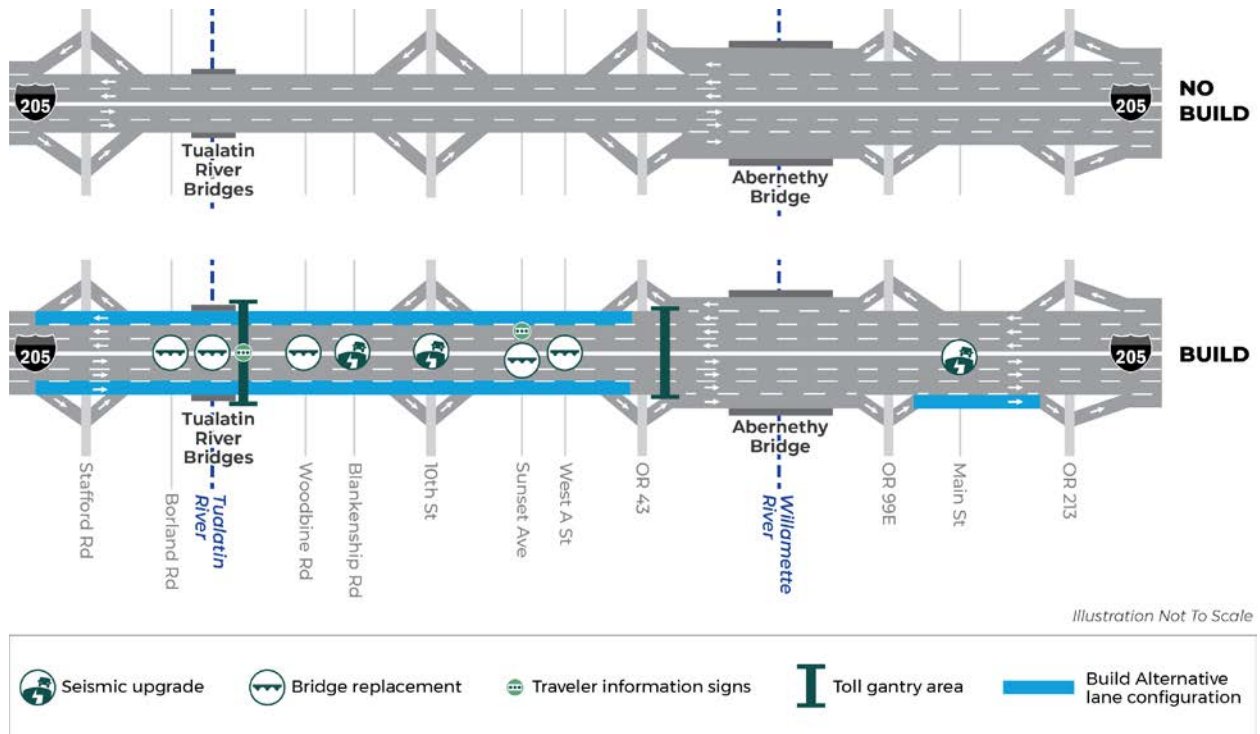 205
205
NO
BUILD
Tualatin
River
Bridges
Abernethy
Bridge
205
205
BUILD
Tualatin
River
Bridges
Abernethy
Bridge
Stafford Rd
Borland Rd
Tualatin
River
Woodbine Rd
Blankenship Rd
10th St
Sunset Ave
West A St
OR 43
Willamette
River
OR 99E
Main St
OR 213
Illustration Not To Scale
Seismic upgrade
Bridge replacement
Traveler information signs
Toll gantry area
Build Alternative
lane configuration